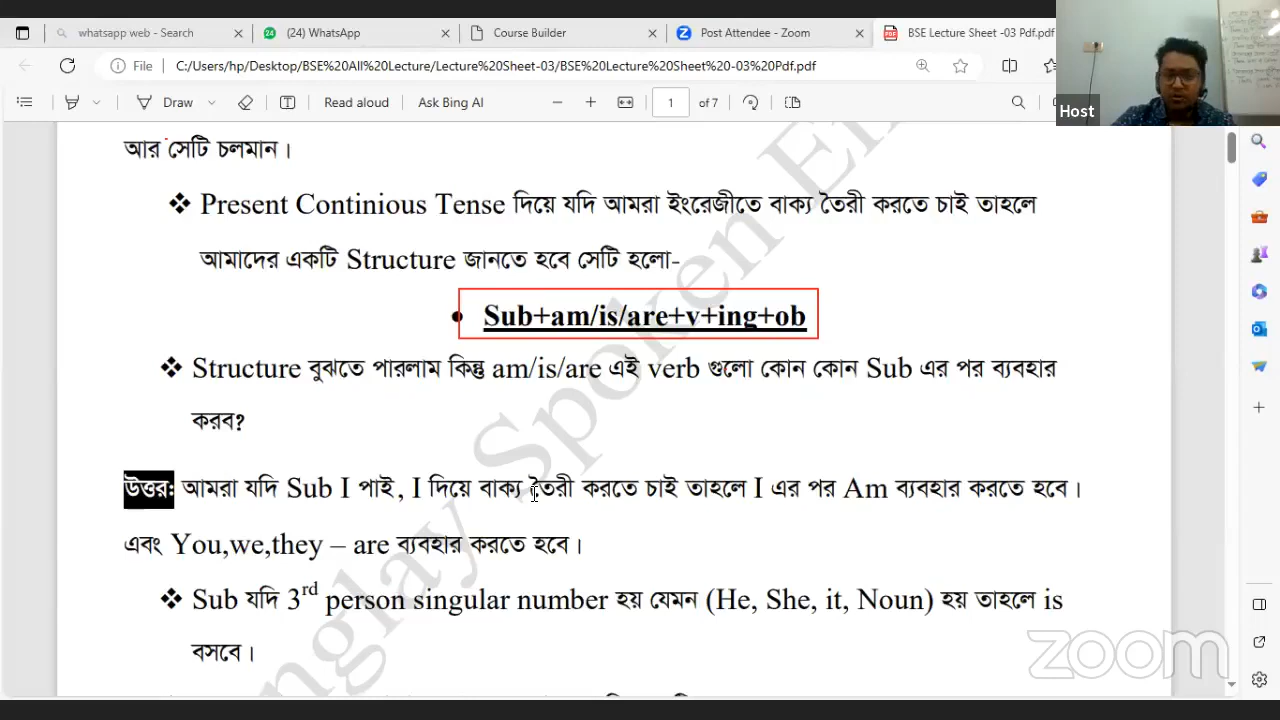 whatsapp web - Search
(24) WhatsApp
Course Builder
Post Attendee - Zoom
BSE Lecture Sheet -03 Pdf.pdf
File
C:/Users/hp/Desktop/BSE%20All%20Lecture/Lecture%20Sheet-03/BSE%20Lecture%20Sheet%20-03%20Pdf.pdf
Draw
Read aloud
Ask Bing AI
1 of 7
Host
আর সেটি চলমান।
❖ Present Continious Tense দিয়ে যদি আমরা ইংরেজীতে বাক্য তৈরী করতে চাই তাহলে
আমাদের একটি Structure জানতে হবে সেটি হলো-
• Sub+am/is/are+v+ing+ob
❖ Structure বুঝতে পারলাম কিন্তু am/is/are এই verb গুলো কোন কোন Sub এর পর ব্যবহার
করব?
উত্তর: আমরা যদি Sub I পাই, I দিয়ে বাক্য তৈরী করতে চাই তাহলে I এর পর Am ব্যবহার করতে হবে।
এবং You,we,they – are ব্যবহার করতে হবে।
❖ Sub যদি 3rd person singular number হয় যেমন (He, She, it, Noun) হয় তাহলে is
বসবে।
Spoken
zoom